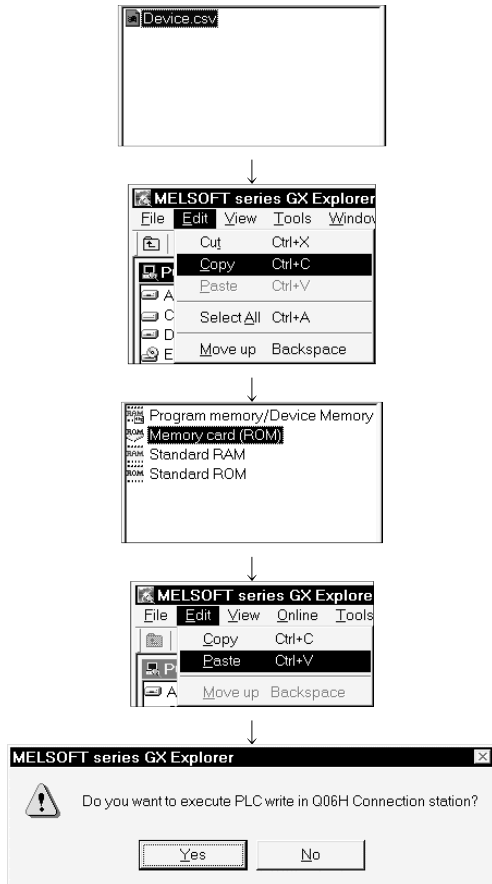 Device.csv
MELSOFT series GX Explorer
File Edit View Tools Window
Cut Ctrl+X
Copy Ctrl+C
Paste Ctrl+V
A
C Select All Ctrl+A
D
E Move up Backspace
Program memory/Device Memory
Memory card (ROM)
Standard RAM
Standard ROM
MELSOFT series GX Explore
File Edit View Online Tools
Copy Ctrl+C
Paste Ctrl+V
A Move up Backspace
MELSOFT series GX Explorer
Do you want to execute PLC write in Q06H Connection station?
Yes No